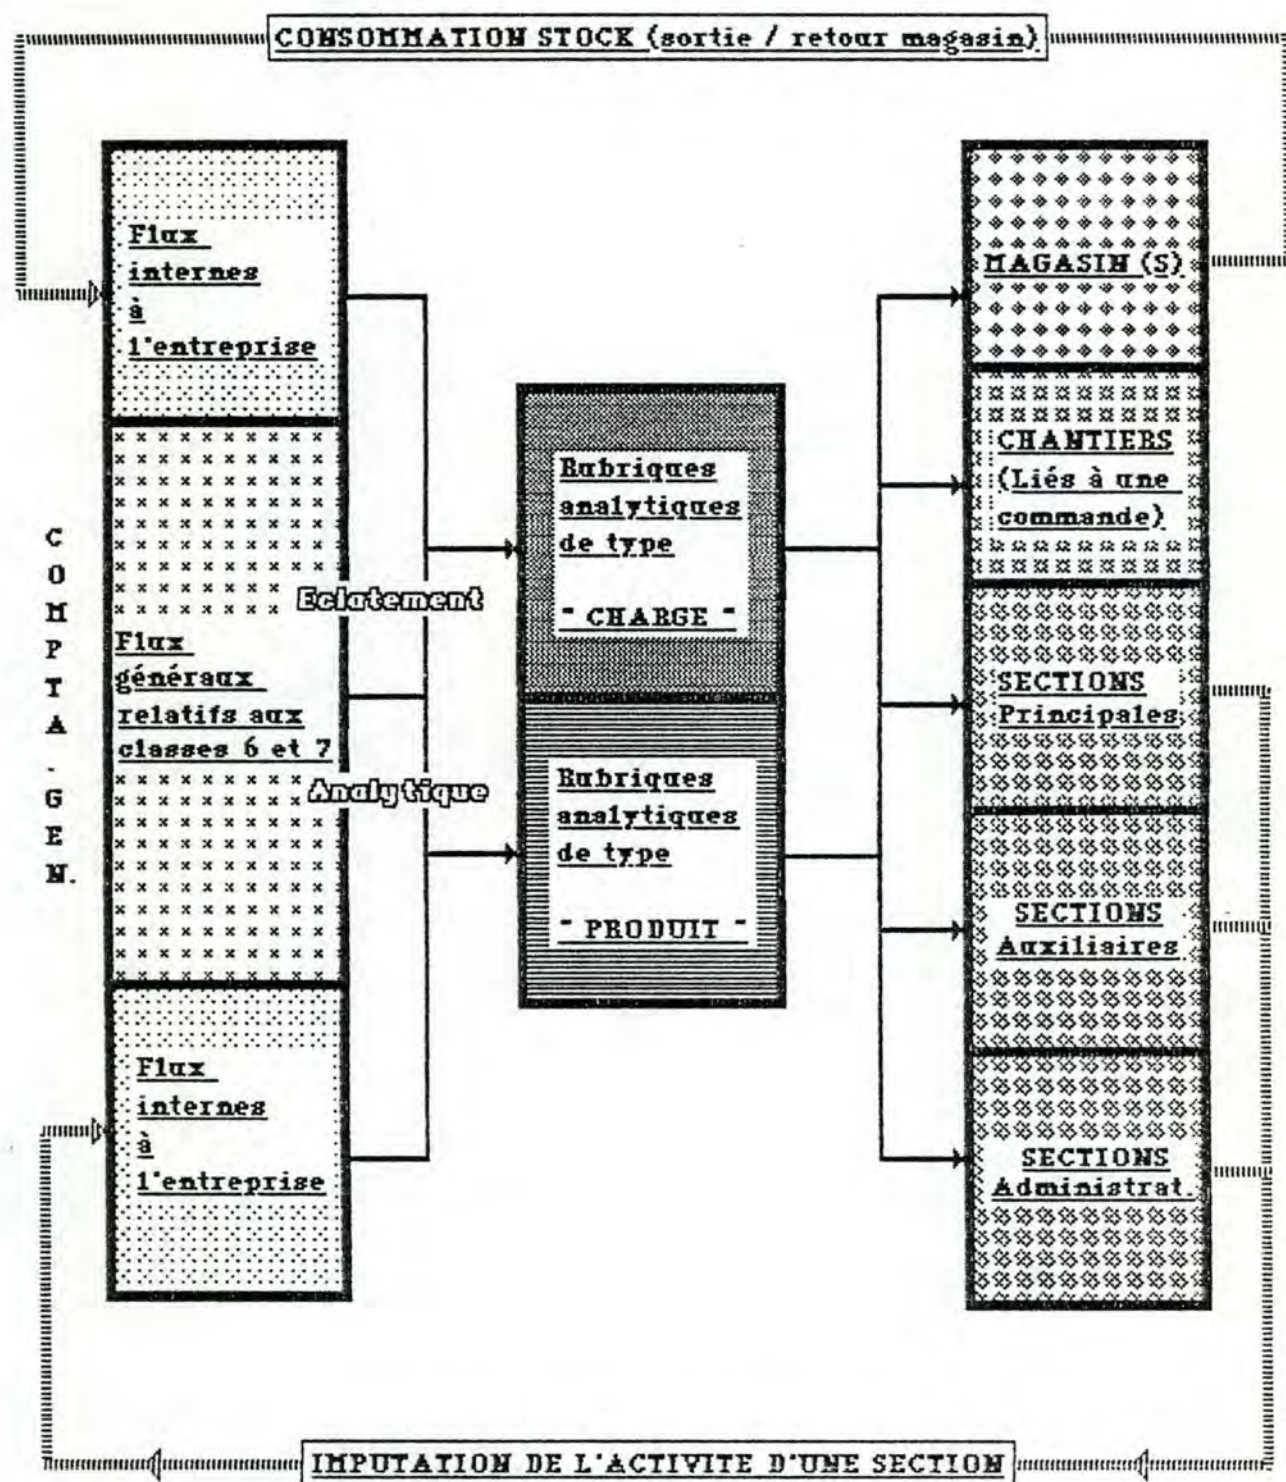 CONSOMMATION STOCK (sortie / retour magasin)
COMPTA-GEN.
Flux
internes
à
l'entreprise
Flux
généraux
relatifs aux
classes 6 et 7
Flux
internes
à
l'entreprise
Eclatement
Analytique
Rubriques
analytiques
de type
" CHARGE "
Rubriques
analytiques
de type
" PRODUIT "
MAGASIN (S)
CHANTIERS
(Liés à une
commande)
SECTIONS
Principales
SECTIONS
Auxiliaires
SECTIONS
Administrat.
IMPUTATION DE L'ACTIVITE D'UNE SECTION